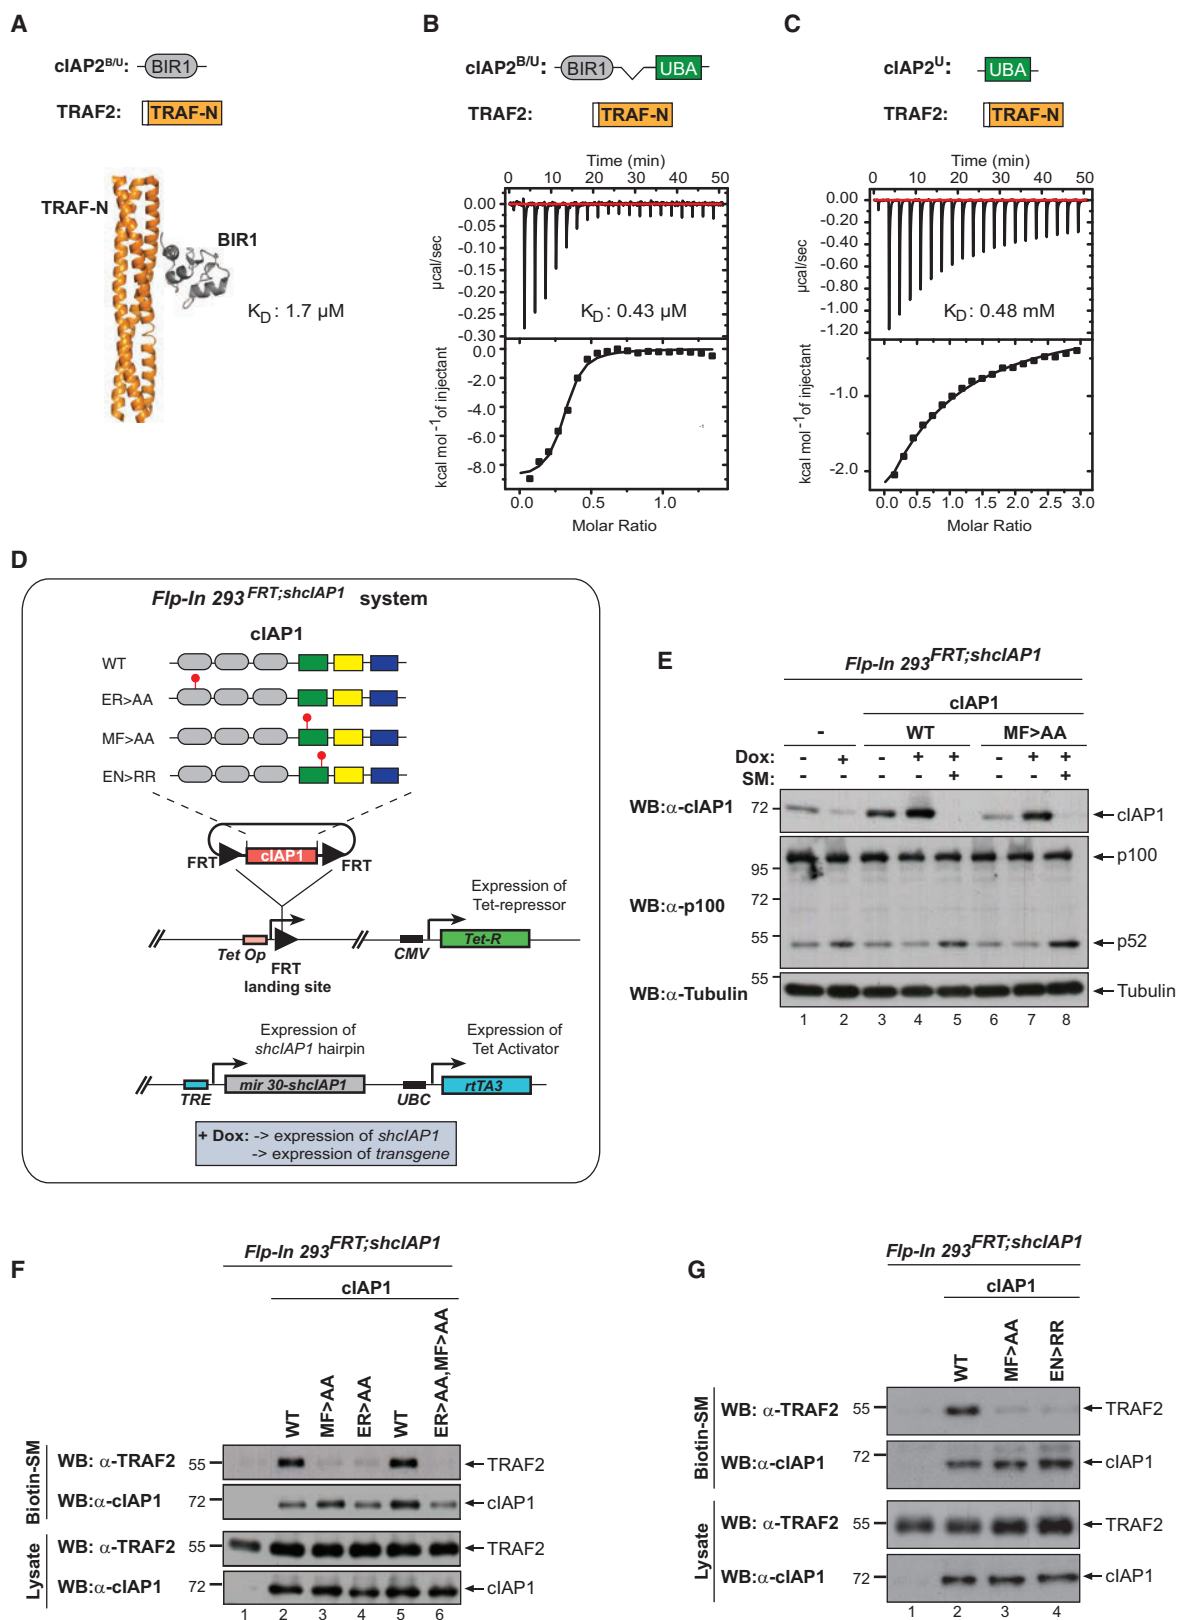 A
cIAP2B/U: BIR1
TRAF2: TRAF-N
TRAF-N
BIR1
KD: 1.7 µM
B
cIAP2B/U: BIR1 UBA
TRAF2: TRAF-N
Time (min)
0 10 20 30 40 50
0.00
-0.05
-0.10
-0.15
-0.20
-0.25
-0.30
µcal/sec
KD: 0.43 µM
0.0
-2.0
-4.0
-6.0
-8.0
kcal mol-1 of injectant
-1
0.0 0.5 1.0
Molar Ratio
C
cIAP2U: UBA
TRAF2: TRAF-N
Time (min)
0 10 20 30 40 50
0.00
-0.20
-0.40
-0.60
-0.80
-1.00
-1.20
µcal/sec
KD: 0.48 mM
-1.0
-2.0
kcal mol-1 of injectant
0.0 0.5 1.0 1.5 2.0 2.5 3.0
Molar Ratio
D
Flp-In 293FRT;shcIAP1 system
cIAP1
WT
ER>AA
MF>AA
EN>RR
FRT cIAP1 FRT
Expression of
Tet-repressor
Tet Op
FRT
landing site
CMV
Tet-R
Expression of
shcIAP1 hairpin
Expression of
Tet Activator
TRE
mir 30-shcIAP1
UBC
rtTA3
+ Dox: -> expression of shcIAP1
-> expression of transgene
E
Flp-In 293FRT;shcIAP1
cIAP1
- WT MF>AA
Dox: - + - + + - + +
SM: - - - - + - - +
WB:α-cIAP1 72 cIAP1
WB:α-p100
p100
95
72
55
p52
55
WB:α-Tubulin Tubulin
1 2 3 4 5 6 7 8
F
Flp-In 293FRT;shcIAP1
cIAP1
WT MF>AA ER>AA WT ER>AA,MF>AA
Biotin-SM
WB: α-TRAF2 55 TRAF2
WB:α-cIAP1 72 cIAP1
Lysate
WB: α-TRAF2 55 TRAF2
WB:α-cIAP1 72 cIAP1
1 2 3 4 5 6
G
Flp-In 293FRT;shcIAP1
cIAP1
WT MF>AA EN>RR
Biotin-SM
WB: α-TRAF2 55 TRAF2
WB:α-cIAP1 72 cIAP1
Lysate
WB: α-TRAF2 55 TRAF2
WB:α-cIAP1 72 cIAP1
1 2 3 4